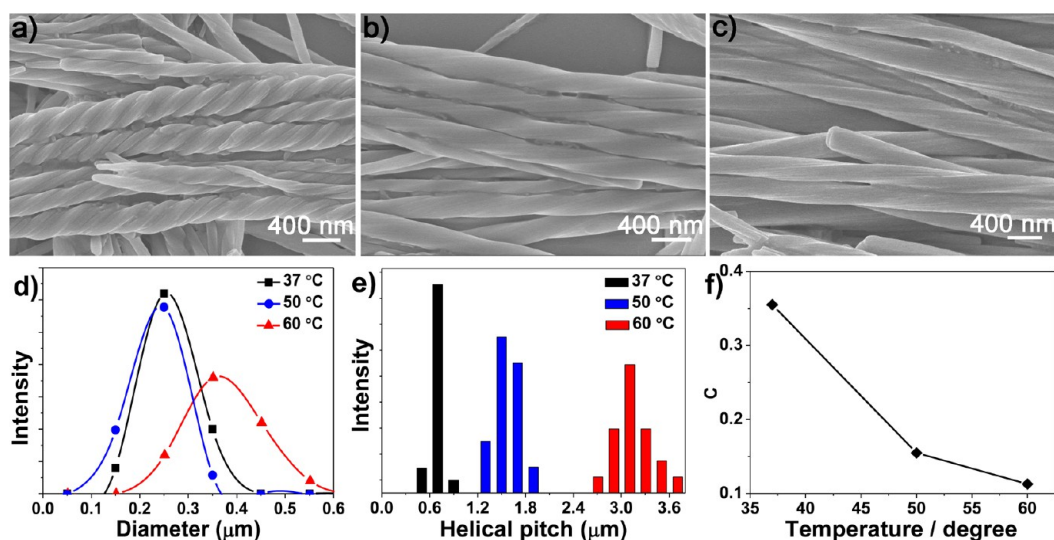 a)
400 nm
b)
400 nm
c)
400 nm
d)
37 °C
50 °C
60 °C
Intensity
0.0 0.1 0.2 0.3 0.4 0.5 0.6
Diameter (μm)
e)
37 °C
50 °C
60 °C
Intensity
0.6 1.2 1.8 2.4 3.0 3.6
Helical pitch (μm)
f)
0.4
0.3
0.2
0.1
C
35 40 45 50 55 60
Temperature / degree